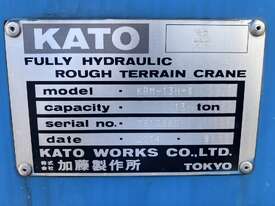 KATO
FULLY HYDRAULIC
ROUGH TERRAIN CRANE
model
capacity 13 ton
serial no.
date
KATO WORKS CO., LTD.
株式会社 加藤製作所 TOKYO